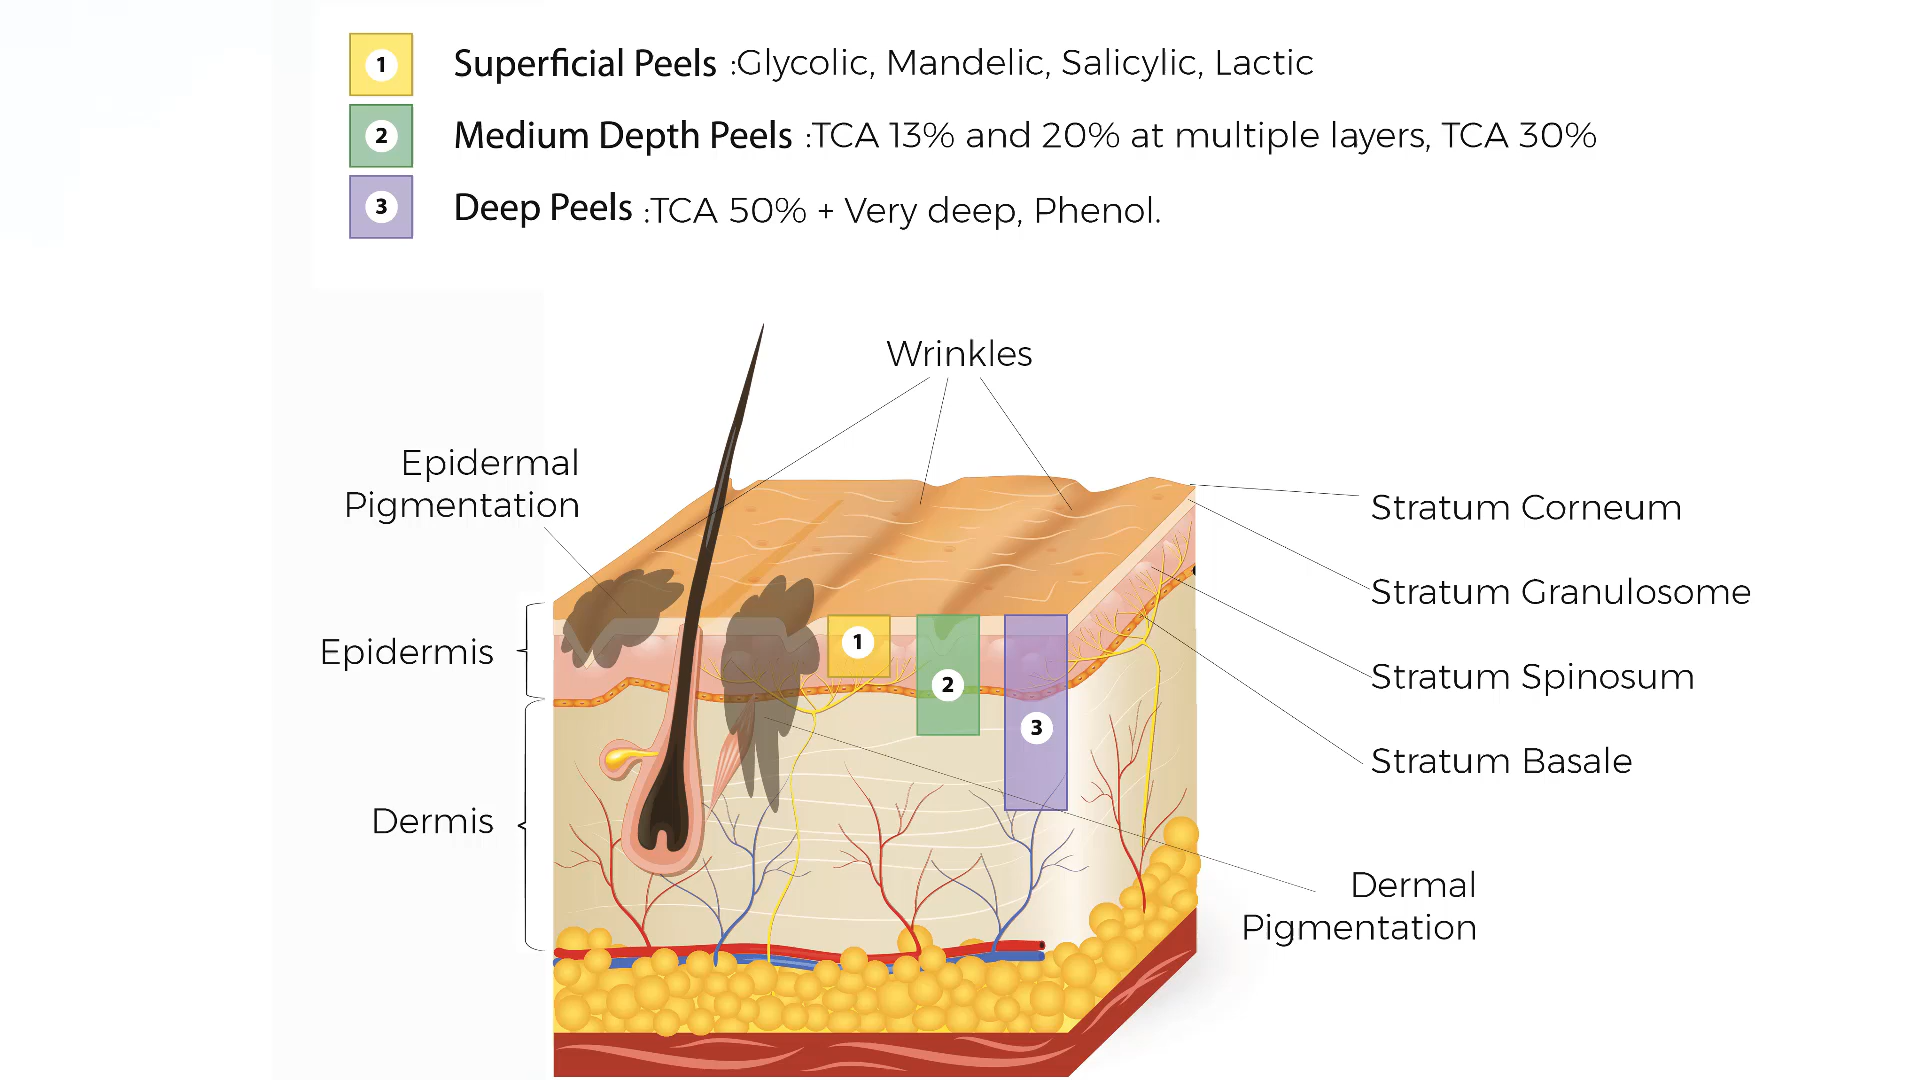 1 Superficial Peels :Glycolic, Mandelic, Salicylic, Lactic
2 Medium Depth Peels :TCA 13% and 20% at multiple layers, TCA 30%
3 Deep Peels :TCA 50% + Very deep, Phenol.
Wrinkles
Epidermal
Pigmentation
Stratum Corneum
Stratum Granulosome
Epidermis
1
2
Stratum Spinosum
3
Stratum Basale
Dermis
Dermal
Pigmentation